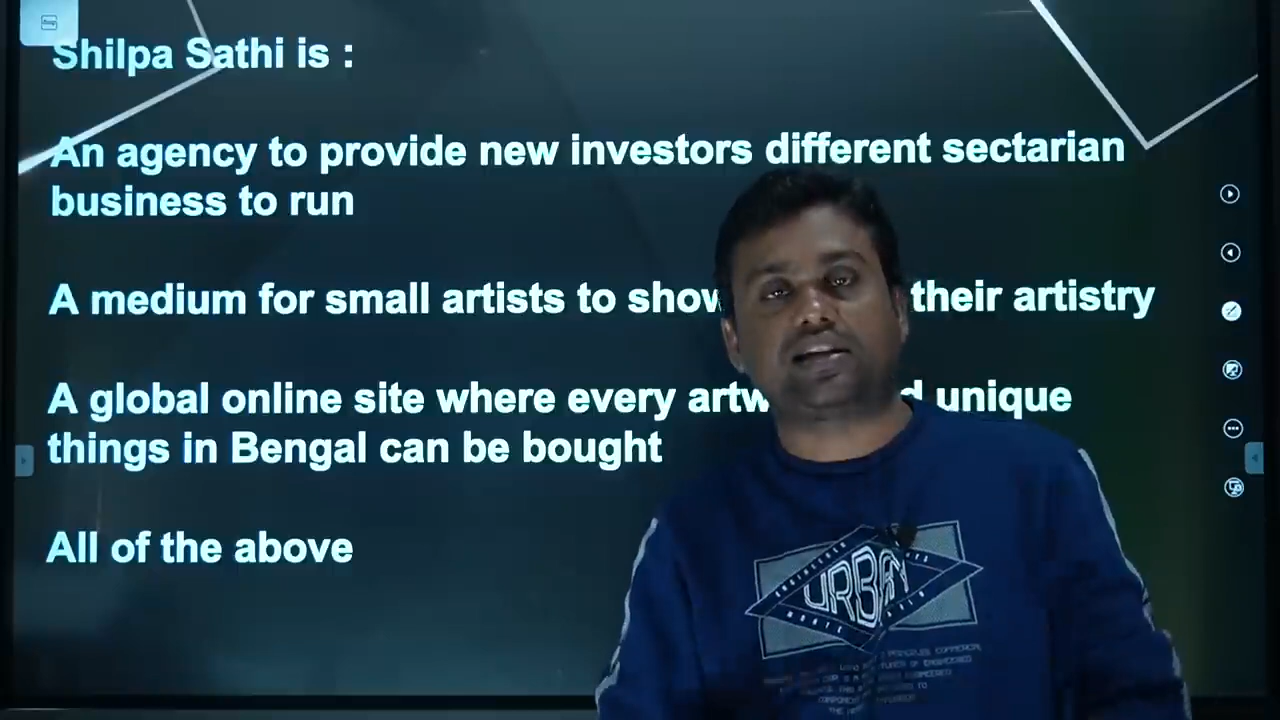 Shilpa Sathi is :
An agency to provide new investors different sectarian
business to run
A medium for small artists to show their artistry
A global online site where every unique
things in Bengal can be bought
All of the above
URBAN